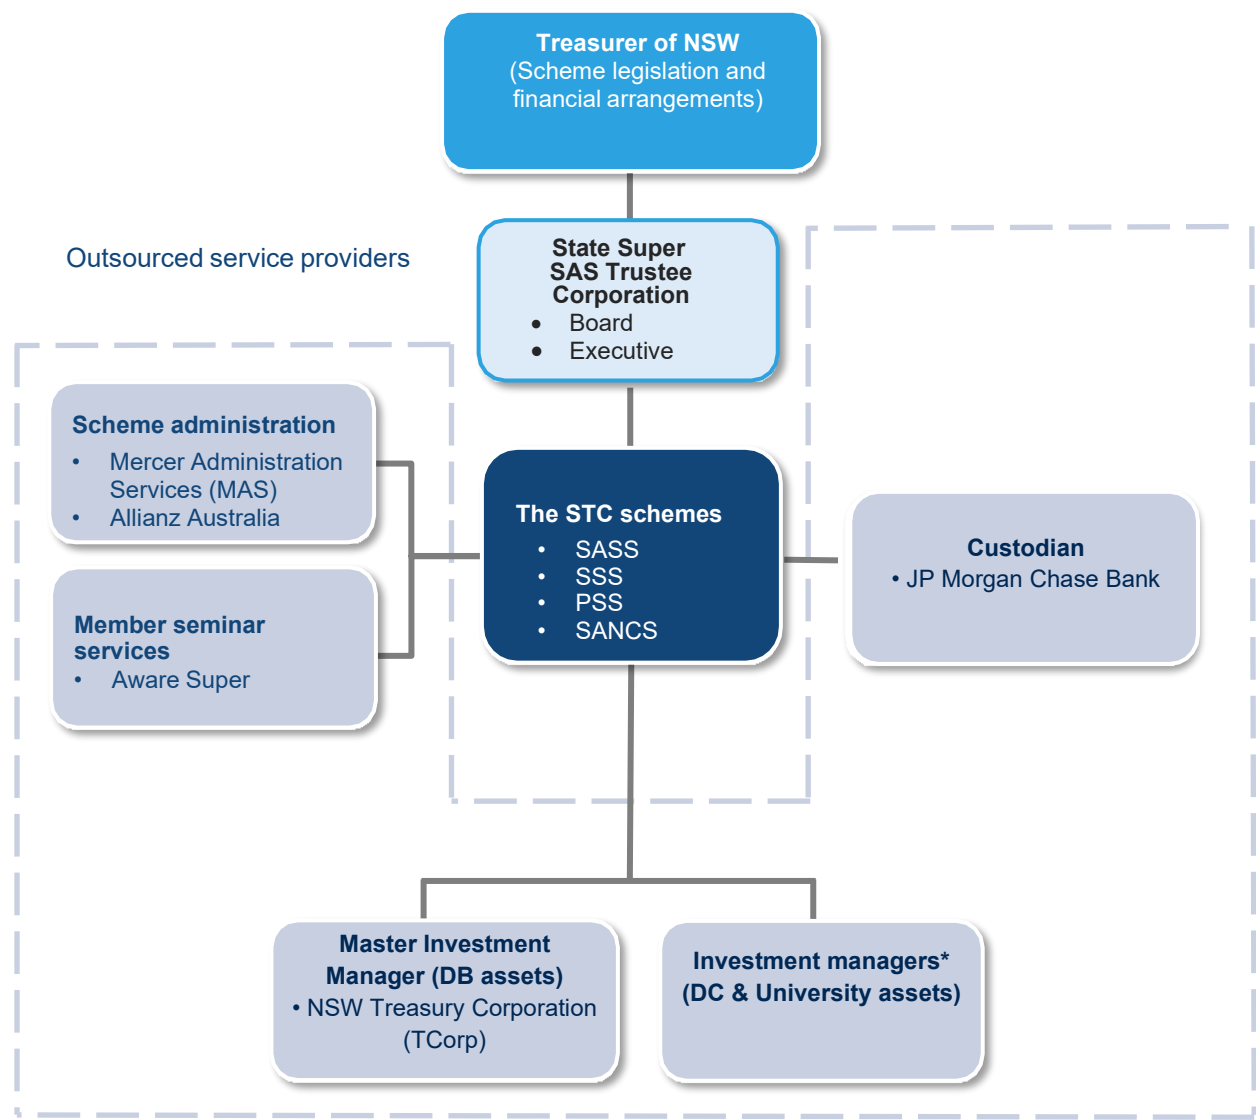 Treasurer of NSW
(Scheme legislation and
financial arrangements)
Outsourced service providers
State Super
SAS Trustee
Corporation
• Board
• Executive
Scheme administration
• Mercer Administration
Services (MAS)
• Allianz Australia
Member seminar
services
• Aware Super
The STC schemes
• SASS
• SSS
• PSS
• SANCS
Custodian
• JP Morgan Chase Bank
Master Investment
Manager (DB assets)
• NSW Treasury Corporation
(TCorp)
Investment managers*
(DC & University assets)